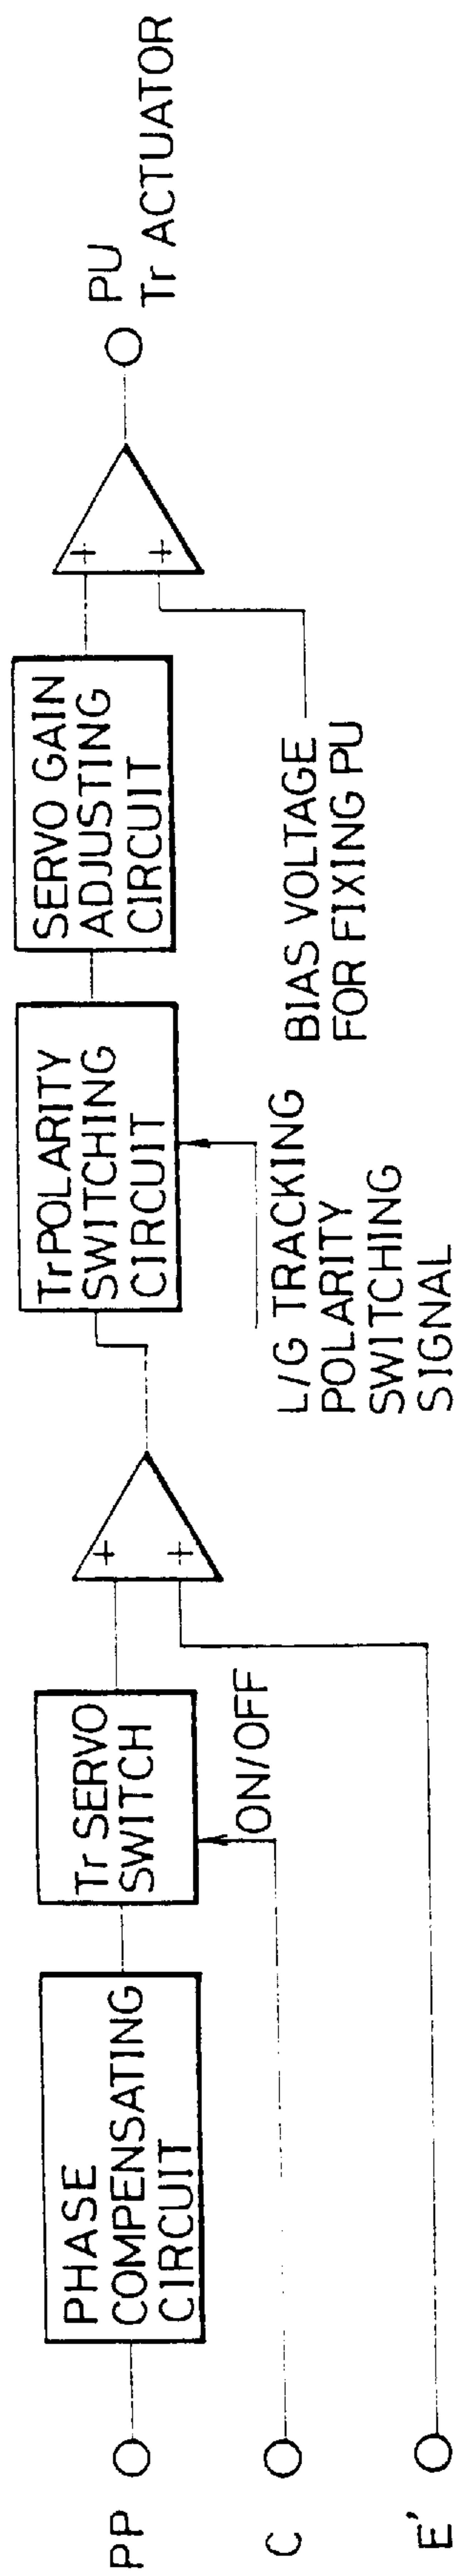 PP
PHASE
COMPENSATING
CIRCUIT
Tr SERVO
SWITCH
ON/OFF
C
E'
+
+
Tr POLARITY
SWITCHING
CIRCUIT
L/G TRACKING
POLARITY
SWITCHING
SIGNAL
SERVO GAIN
ADJUSTING
CIRCUIT
BIAS VOLTAGE
FOR FIXING PU
+
+
PU
Tr ACTUATOR